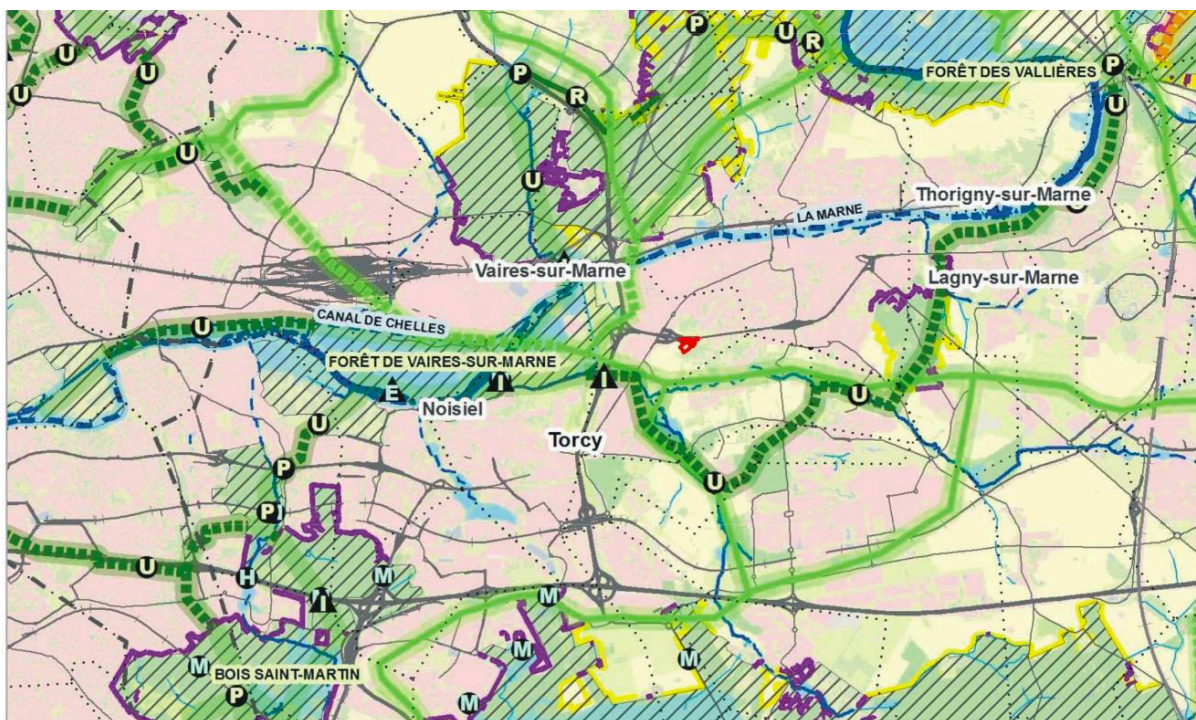 P
U
U
R
U
P
FORÊT DES VALLIÈRES
U
P
R
U
U
U
U
Thorigny-sur-Marne
LA MARNE
Vaires-sur-Marne
Lagny-sur-Marne
CANAL DE CHELLES
U
FORÊT DE VAIRES-SUR-MARNE
E
I
I
U
Noisiel
U
Torcy
P
U
P
U
H
M
M
M
M
M
BOIS SAINT-MARTIN
P
M